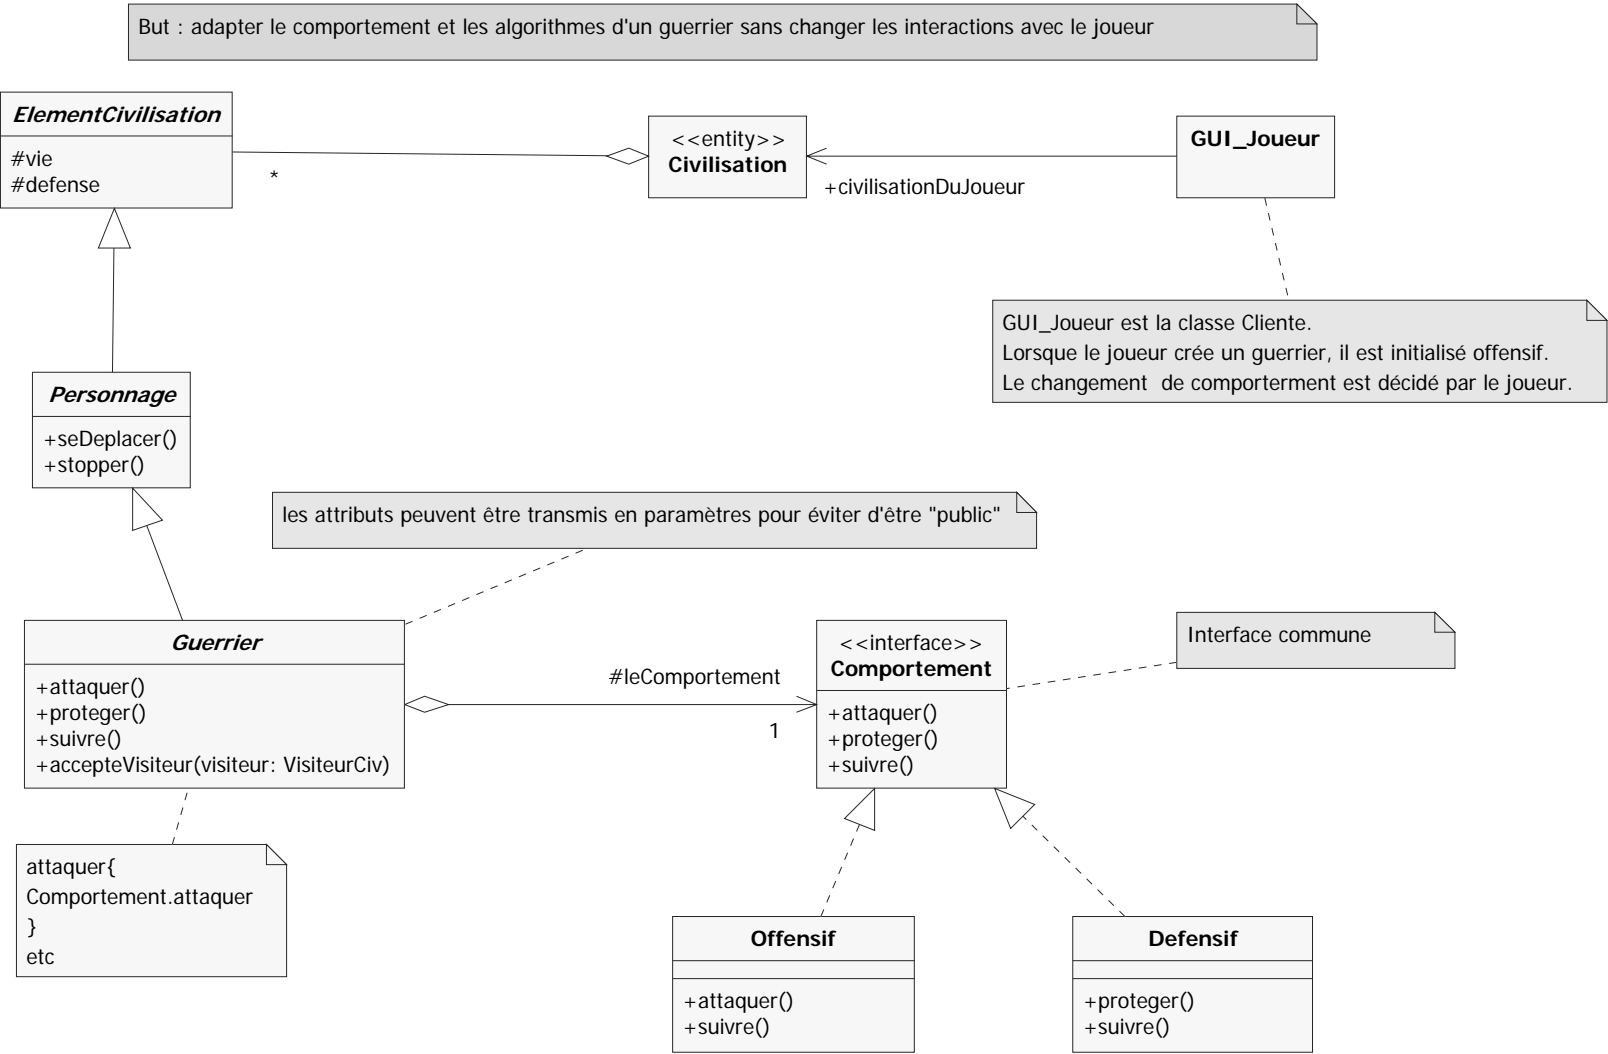 But : adapter le comportement et les algorithmes d'un guerrier sans changer les interactions avec le joueur
ElementCivilisation
#vie
#defense
*
<<entity>>
Civilisation
+civilisationDuJoueur
GUI_Joueur
GUI_Joueur est la classe Cliente.
Lorsque le joueur crée un guerrier, il est initialisé offensif.
Le changement  de comporterment est décidé par le joueur.
Personnage
+seDeplacer()
+stopper()
les attributs peuvent être transmis en paramètres pour éviter d'être "public"
Guerrier
+attaquer()
+proteger()
+suivre()
+accepteVisiteur(visiteur: VisiteurCiv)
#leComportement
1
<<interface>>
Comportement
+attaquer()
+proteger()
+suivre()
Interface commune
attaquer{
Comportement.attaquer
}
etc
Offensif
+attaquer()
+suivre()
Defensif
+proteger()
+suivre()